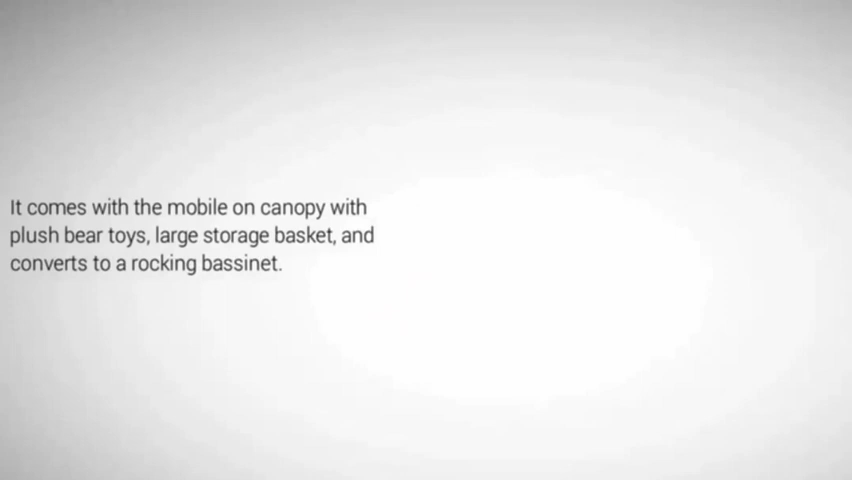 It comes with the mobile on canopy with
plush bear toys, large storage basket, and
converts to a rocking bassinet.